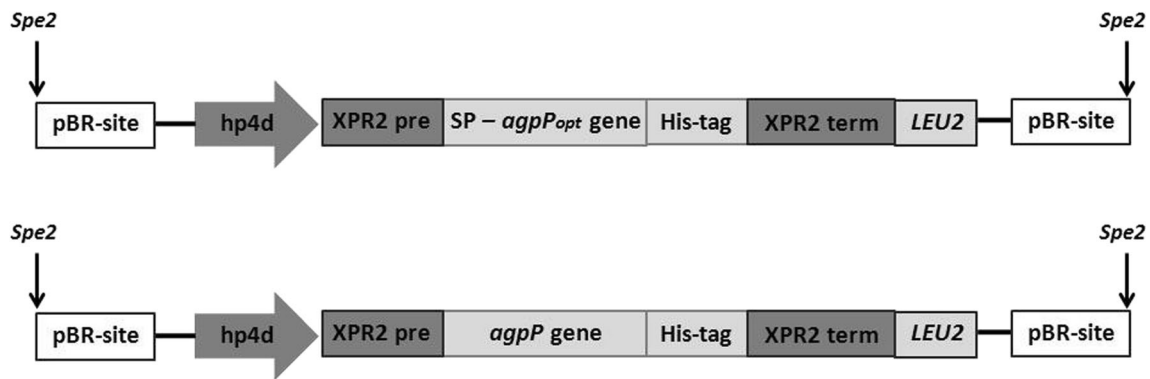 Spe2 Spe2
pBR-site hp4d XPR2 pre SP – agpPopt gene His-tag XPR2 term LEU2 pBR-site
Spe2 Spe2
pBR-site hp4d XPR2 pre agpP gene His-tag XPR2 term LEU2 pBR-site